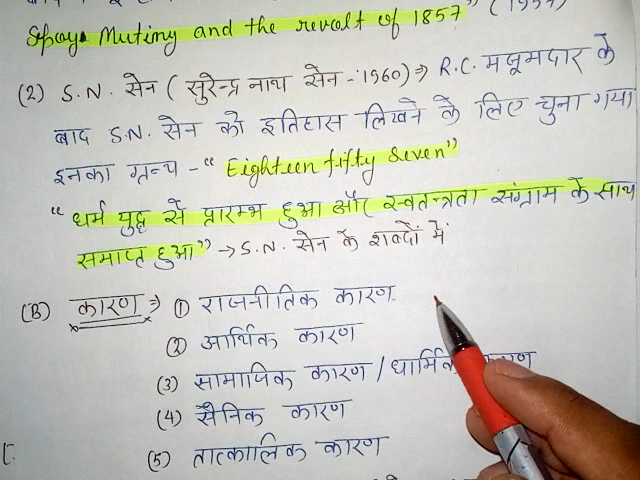 Spoay Mutiny and the revolt of 1857" (1957)
(2) S.N. सेन ( सुरेन्द्र नाथ सेन - 1960) ⇒ R.C. मजूमदार के
बाद S.N. सेन को इतिहास लिखने के लिए चुना गया
इनका ग्रन्थ - "Eighteen fifty Seven"
"धर्म युद्ध से प्रारम्भ हुआ और स्वतन्त्रता संग्राम के साथ
समाप्त हुआ" → S.N. सेन के शब्दों में
(B) कारण ⇒ ① राजनीतिक कारण
② आर्थिक कारण
(3) सामाजिक कारण / धार्मिक
(4) सैनिक कारण
(5) तात्कालिक कारण